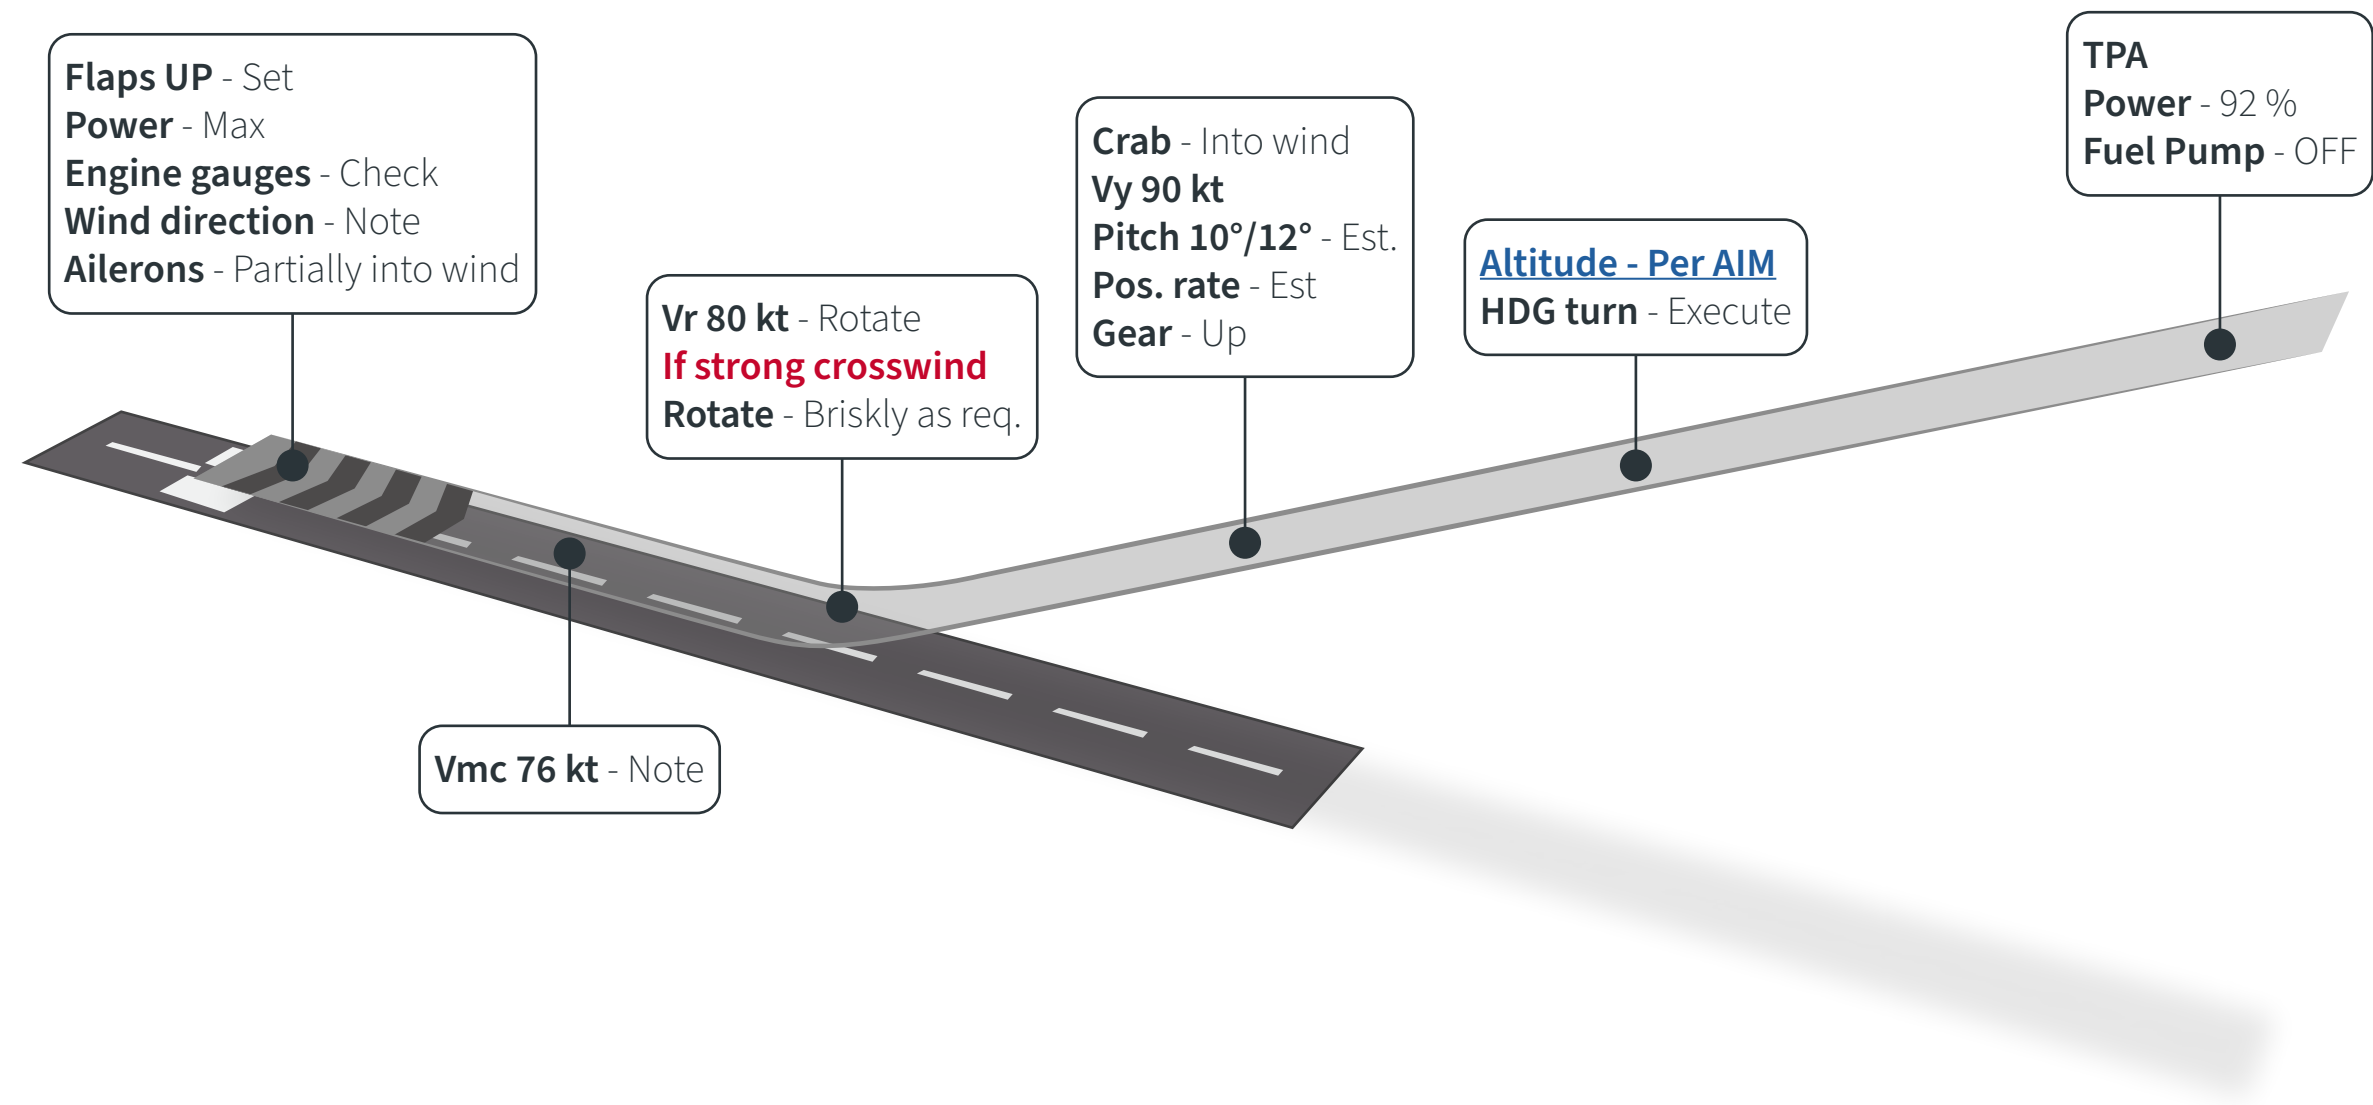 Flaps UP - Set
Power - Max
Engine gauges - Check
Wind direction - Note
Ailerons - Partially into wind
Vmc 76 kt - Note
Vr 80 kt - Rotate
If strong crosswind
Rotate - Briskly as req.
Crab - Into wind
Vy 90 kt
Pitch 10°/12° - Est.
Pos. rate - Est
Gear - Up
Altitude - Per AIM
HDG turn - Execute
TPA
Power - 92 %
Fuel Pump - OFF